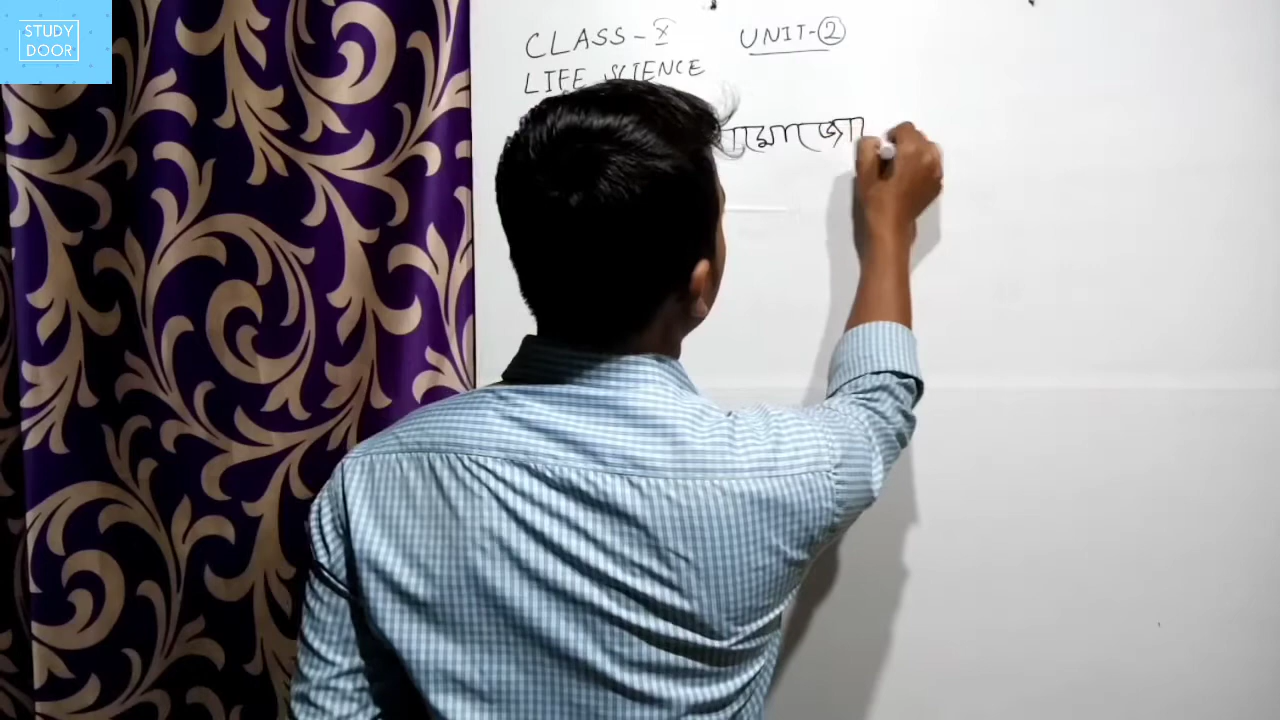 STUDY
DOOR
CLASS - X UNIT-②
LIFE SCIENCE